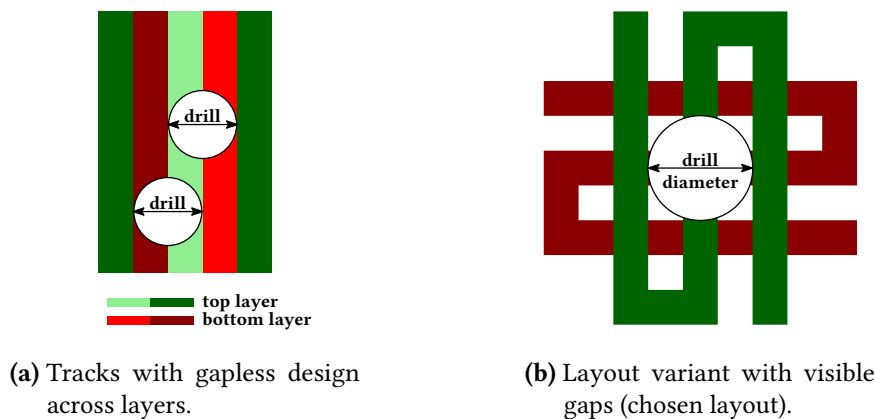 drill
drill
top layer
bottom layer
(a) Tracks with gapless design
across layers.
drill
diameter
(b) Layout variant with visible
gaps (chosen layout).